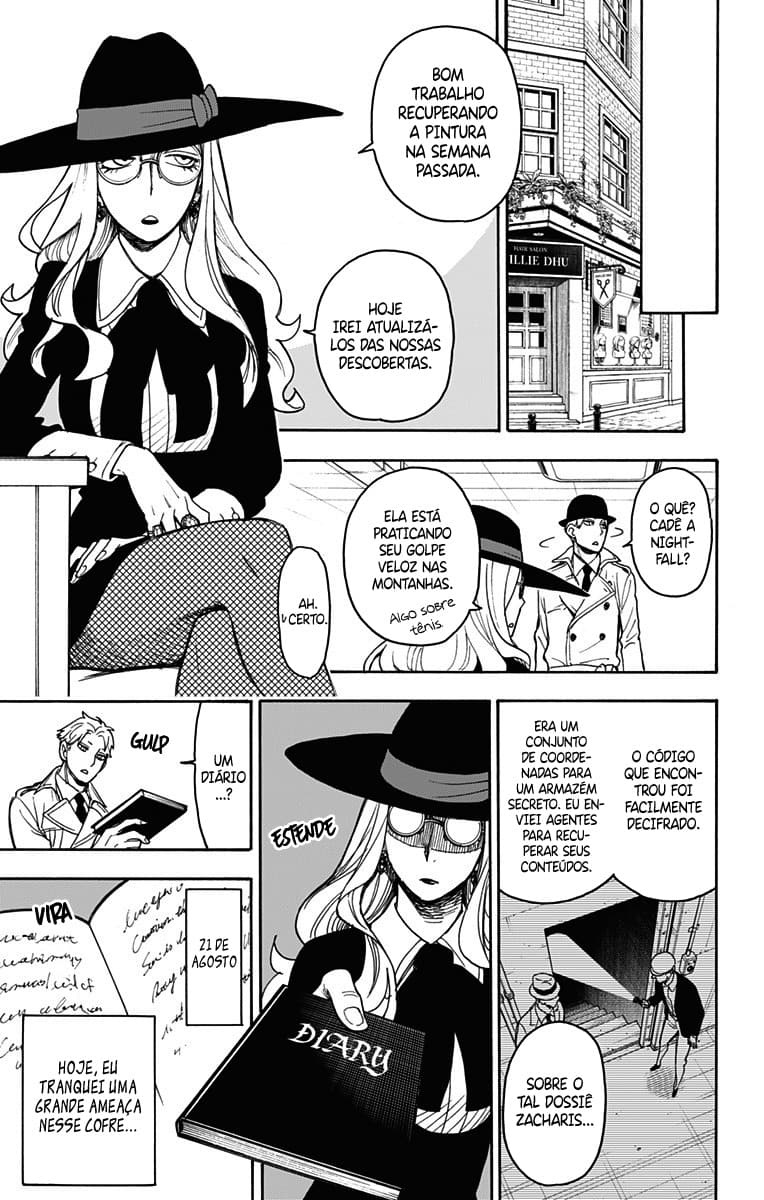 HAIR SALON
ILLIE DHU
BOM
TRABALHO
RECUPERANDO
A PINTURA
NA SEMANA
PASSADA.
HOJE
IREI ATUALIZÁ-
LOS DAS NOSSAS
DESCOBERTAS.
O QUÊ?
CADÊ A
NIGHT-
FALL?
ELA ESTÁ
PRATICANDO
SEU GOLPE
VELOZ NAS
MONTANHAS.
Algo sobre
tênis.
AH.
CERTO.
O CÓDIGO
QUE ENCON-
TROU FOI
FACILMENTE
DECIFRADO.
ERA UM
CONJUNTO
DE COORDE-
NADAS PARA
UM ARMAZÉM
SECRETO. EU EN-
VIEI AGENTES
PARA RECU-
PERAR SEUS
CONTEÚDOS.
SOBRE O
TAL DOSSIÊ
ZACHARIS...
ESTENDE
DIARY
UM
DIÁRIO
...?
GULP
VIRA
21 DE
AGOSTO
HOJE, EU
TRANQUEI UMA
GRANDE AMEAÇA
NESSE COFRE...